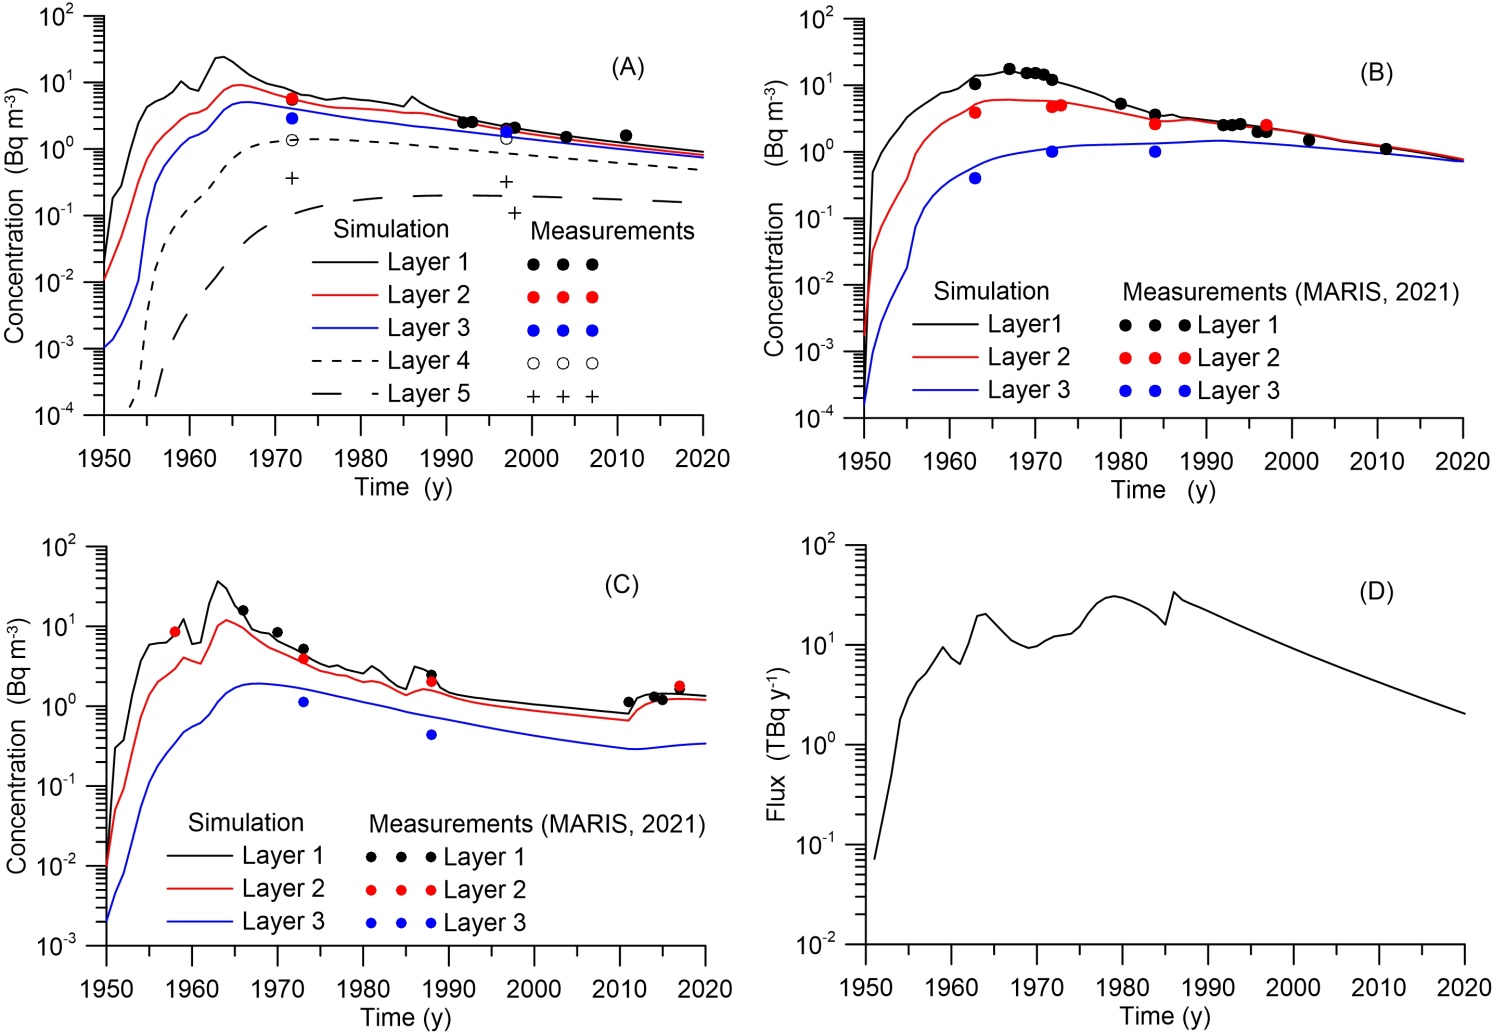 (A)
Concentration (Bq m⁻³)
10²
10¹
10⁰
10⁻¹
10⁻²
10⁻³
10⁻⁴
Simulation Measurements
Layer 1
Layer 2
Layer 3
Layer 4
Layer 5
1950 1960 1970 1980 1990 2000 2010 2020
Time (y)
(B)
Concentration (Bq m⁻³)
10²
10¹
10⁰
10⁻¹
10⁻²
10⁻³
10⁻⁴
Simulation Measurements (MARIS, 2021)
Layer1 Layer 1
Layer 2 Layer 2
Layer 3 Layer 3
1950 1960 1970 1980 1990 2000 2010 2020
Time (y)
(C)
Concentration (Bq m⁻³)
10²
10¹
10⁰
10⁻¹
10⁻²
10⁻³
Simulation Measurements (MARIS, 2021)
Layer 1 Layer 1
Layer 2 Layer 2
Layer 3 Layer 3
1950 1960 1970 1980 1990 2000 2010 2020
Time (y)
(D)
Flux (TBq y⁻¹)
10²
10¹
10⁰
10⁻¹
10⁻²
1950 1960 1970 1980 1990 2000 2010 2020
Time (y)